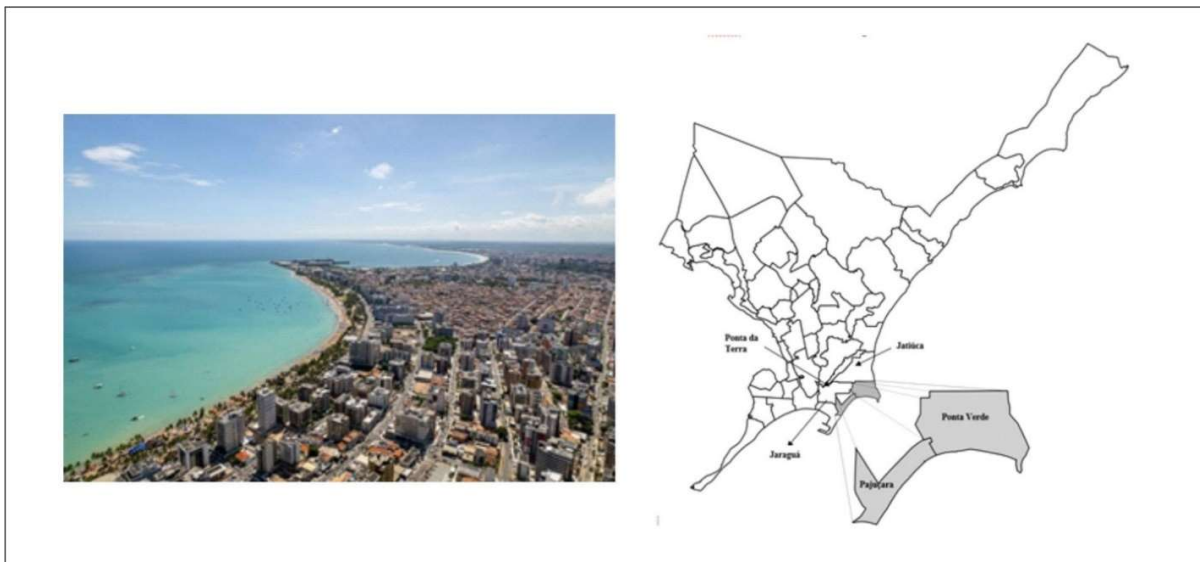 Ponta da
Terra
Jatiúca
Ponta Verde
Jaraguá
Pajuçara